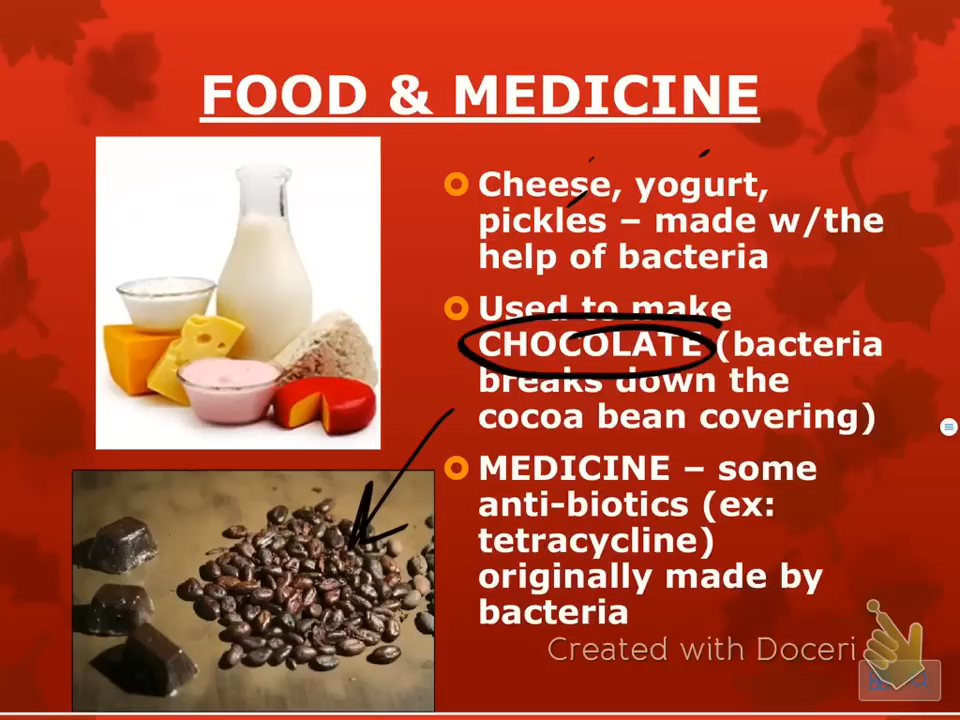 FOOD & MEDICINE
Cheese, yogurt,
pickles – made w/the
help of bacteria
Used to make
CHOCOLATE (bacteria
breaks down the
cocoa bean covering)
MEDICINE – some
anti-biotics (ex:
tetracycline)
originally made by
bacteria
Created with Doceri